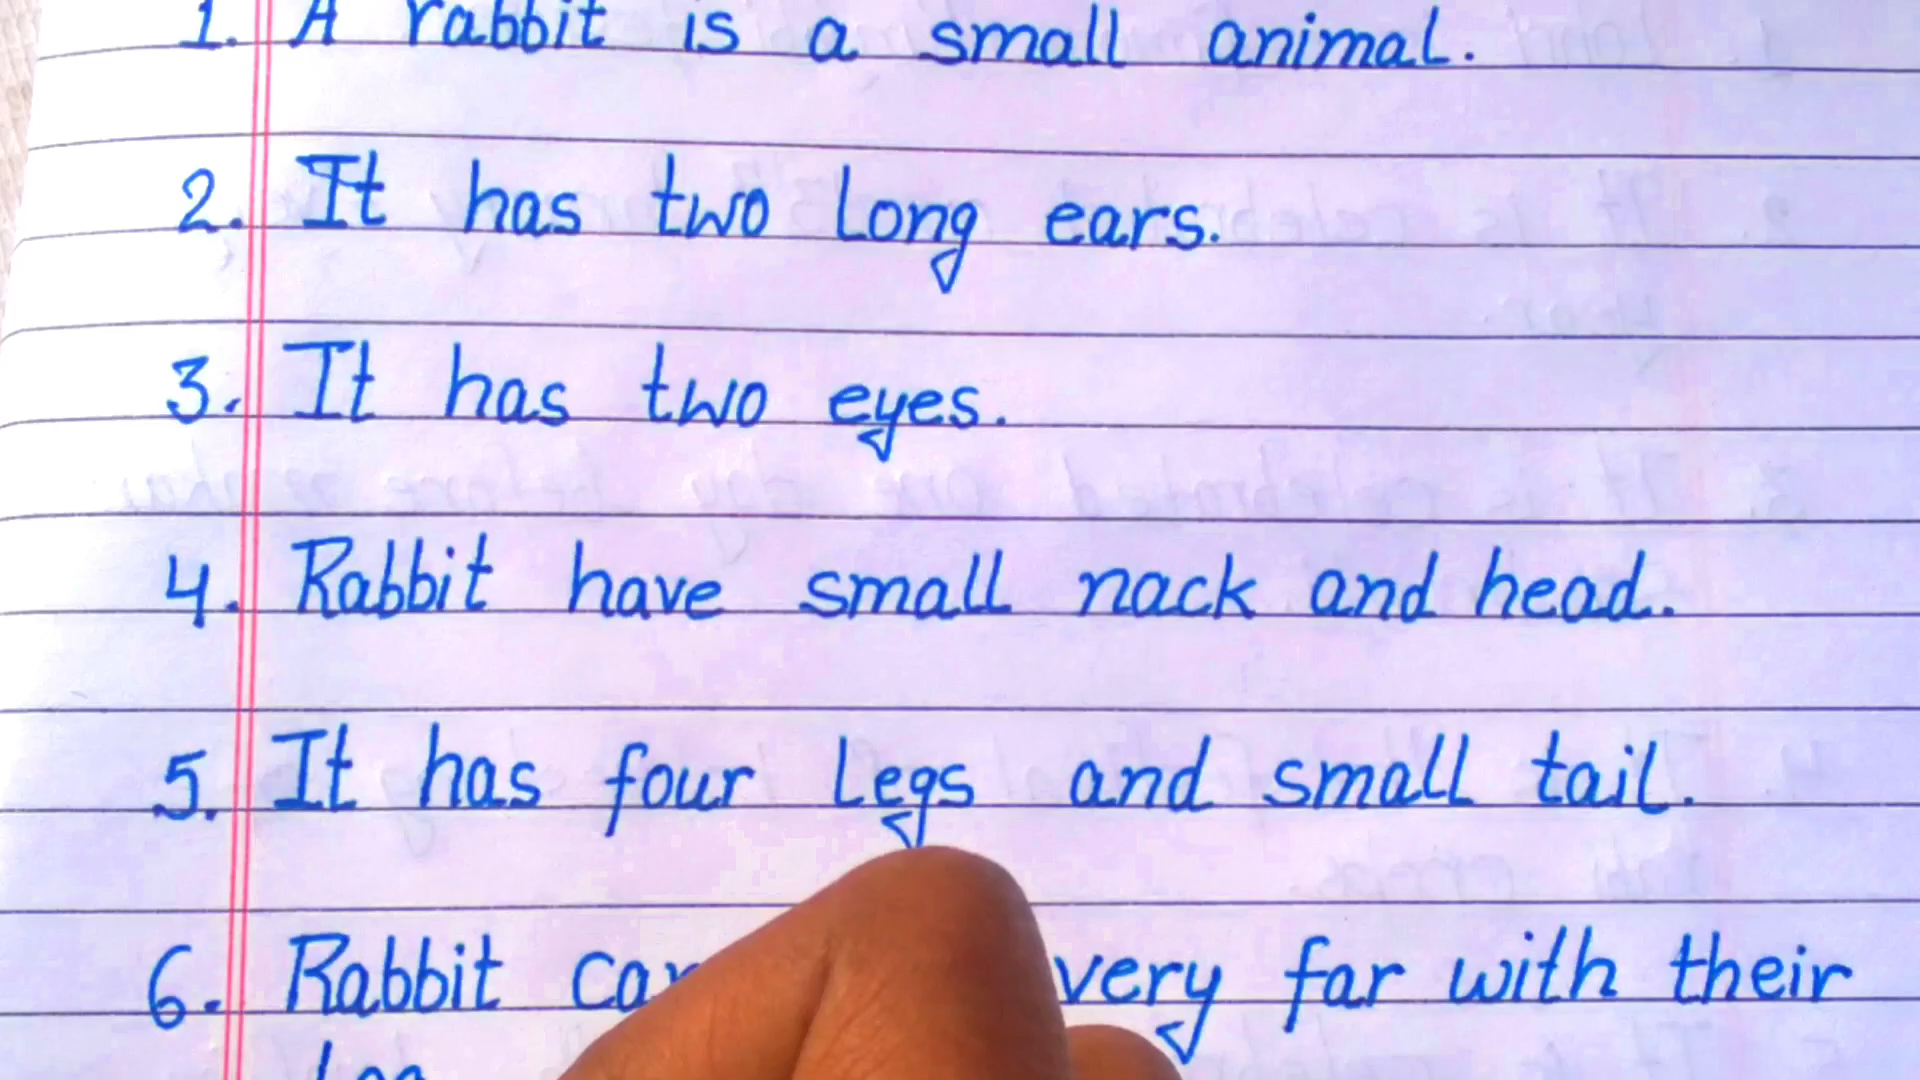 1. A rabbit is a small animal.
2. It has two long ears.
3. It has two eyes.
4. Rabbit have small nack and head.
5. It has four legs and small tail.
6. Rabbit very far with their